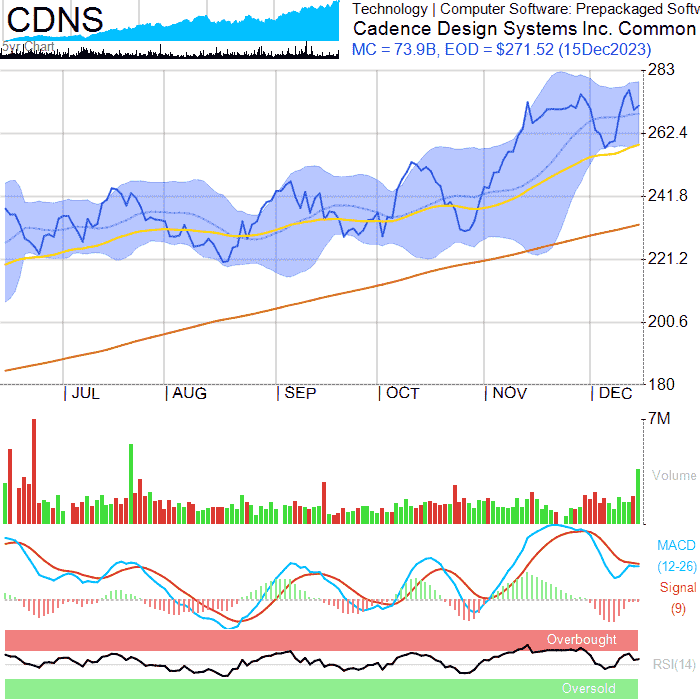 CDNS
5yr Chart
Technology | Computer Software: Prepackaged Softw
Cadence Design Systems Inc. Common
MC = 73.9B, EOD = $271.52 (15Dec2023)
283
262.4
241.8
221.2
200.6
180
JUL AUG SEP OCT NOV DEC
7M
Volume
MACD
(12-26)
Signal
(9)
Overbought
RSI(14)
Oversold